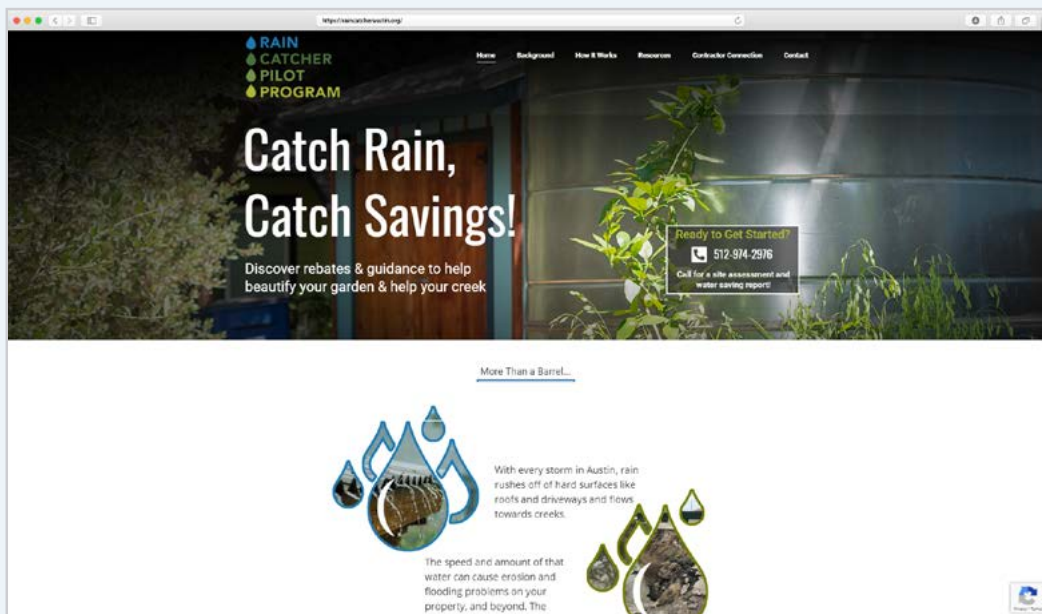 https://raincatcheraustin.org/
RAIN
CATCHER
PILOT
PROGRAM
Home Background How It Works Resources Contractor Connection Contact
Catch Rain,
Catch Savings!
Discover rebates & guidance to help
beautify your garden & help your creek
Ready to Get Started?
512-974-2976
Call for a site assessment and
water saving report!
More Than a Barrel...
With every storm in Austin, rain
rushes off of hard surfaces like
roofs and driveways and flows
towards creeks.
The speed and amount of that
water can cause erosion and
flooding problems on your
property, and beyond. The